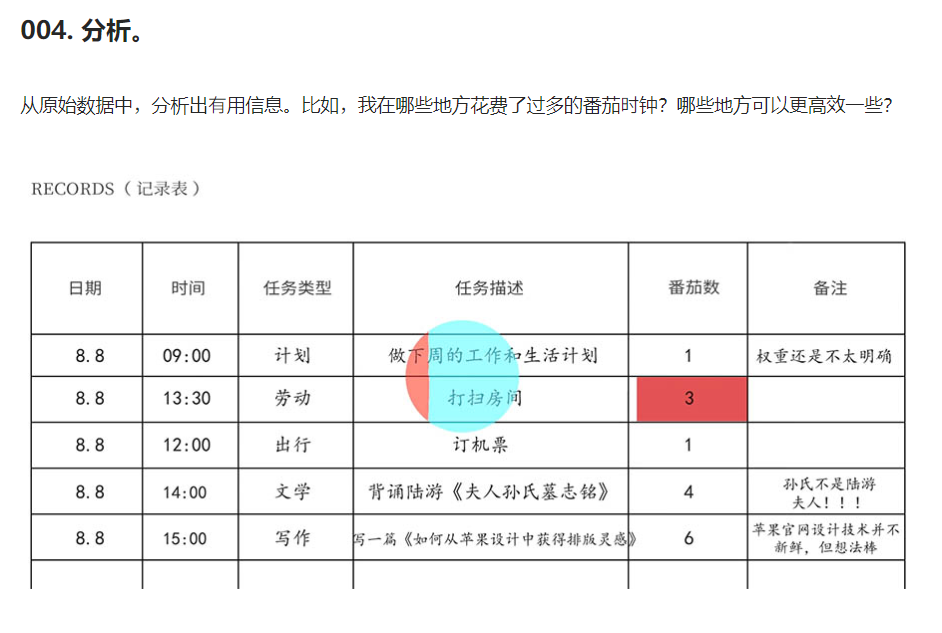 004. 分析。
从原始数据中，分析出有用信息。比如，我在哪些地方花费了过多的番茄时钟？哪些地方可以更高效一些？
RECORDS（记录表）
日期 时间 任务类型 任务描述 番茄数 备注
8.8 09:00 计划 做下周的工作和生活计划 1 权重还是不太明确
8.8 13:30 劳动 打扫房间 3
8.8 12:00 出行 订机票 1
8.8 14:00 文学 背诵陆游《夫人孙氏墓志铭》 4 孙氏不是陆游
夫人！！！
8.8 15:00 写作 写一篇《如何从苹果设计中获得排版灵感》 6 苹果官网设计技术并不
新鲜，但想法棒